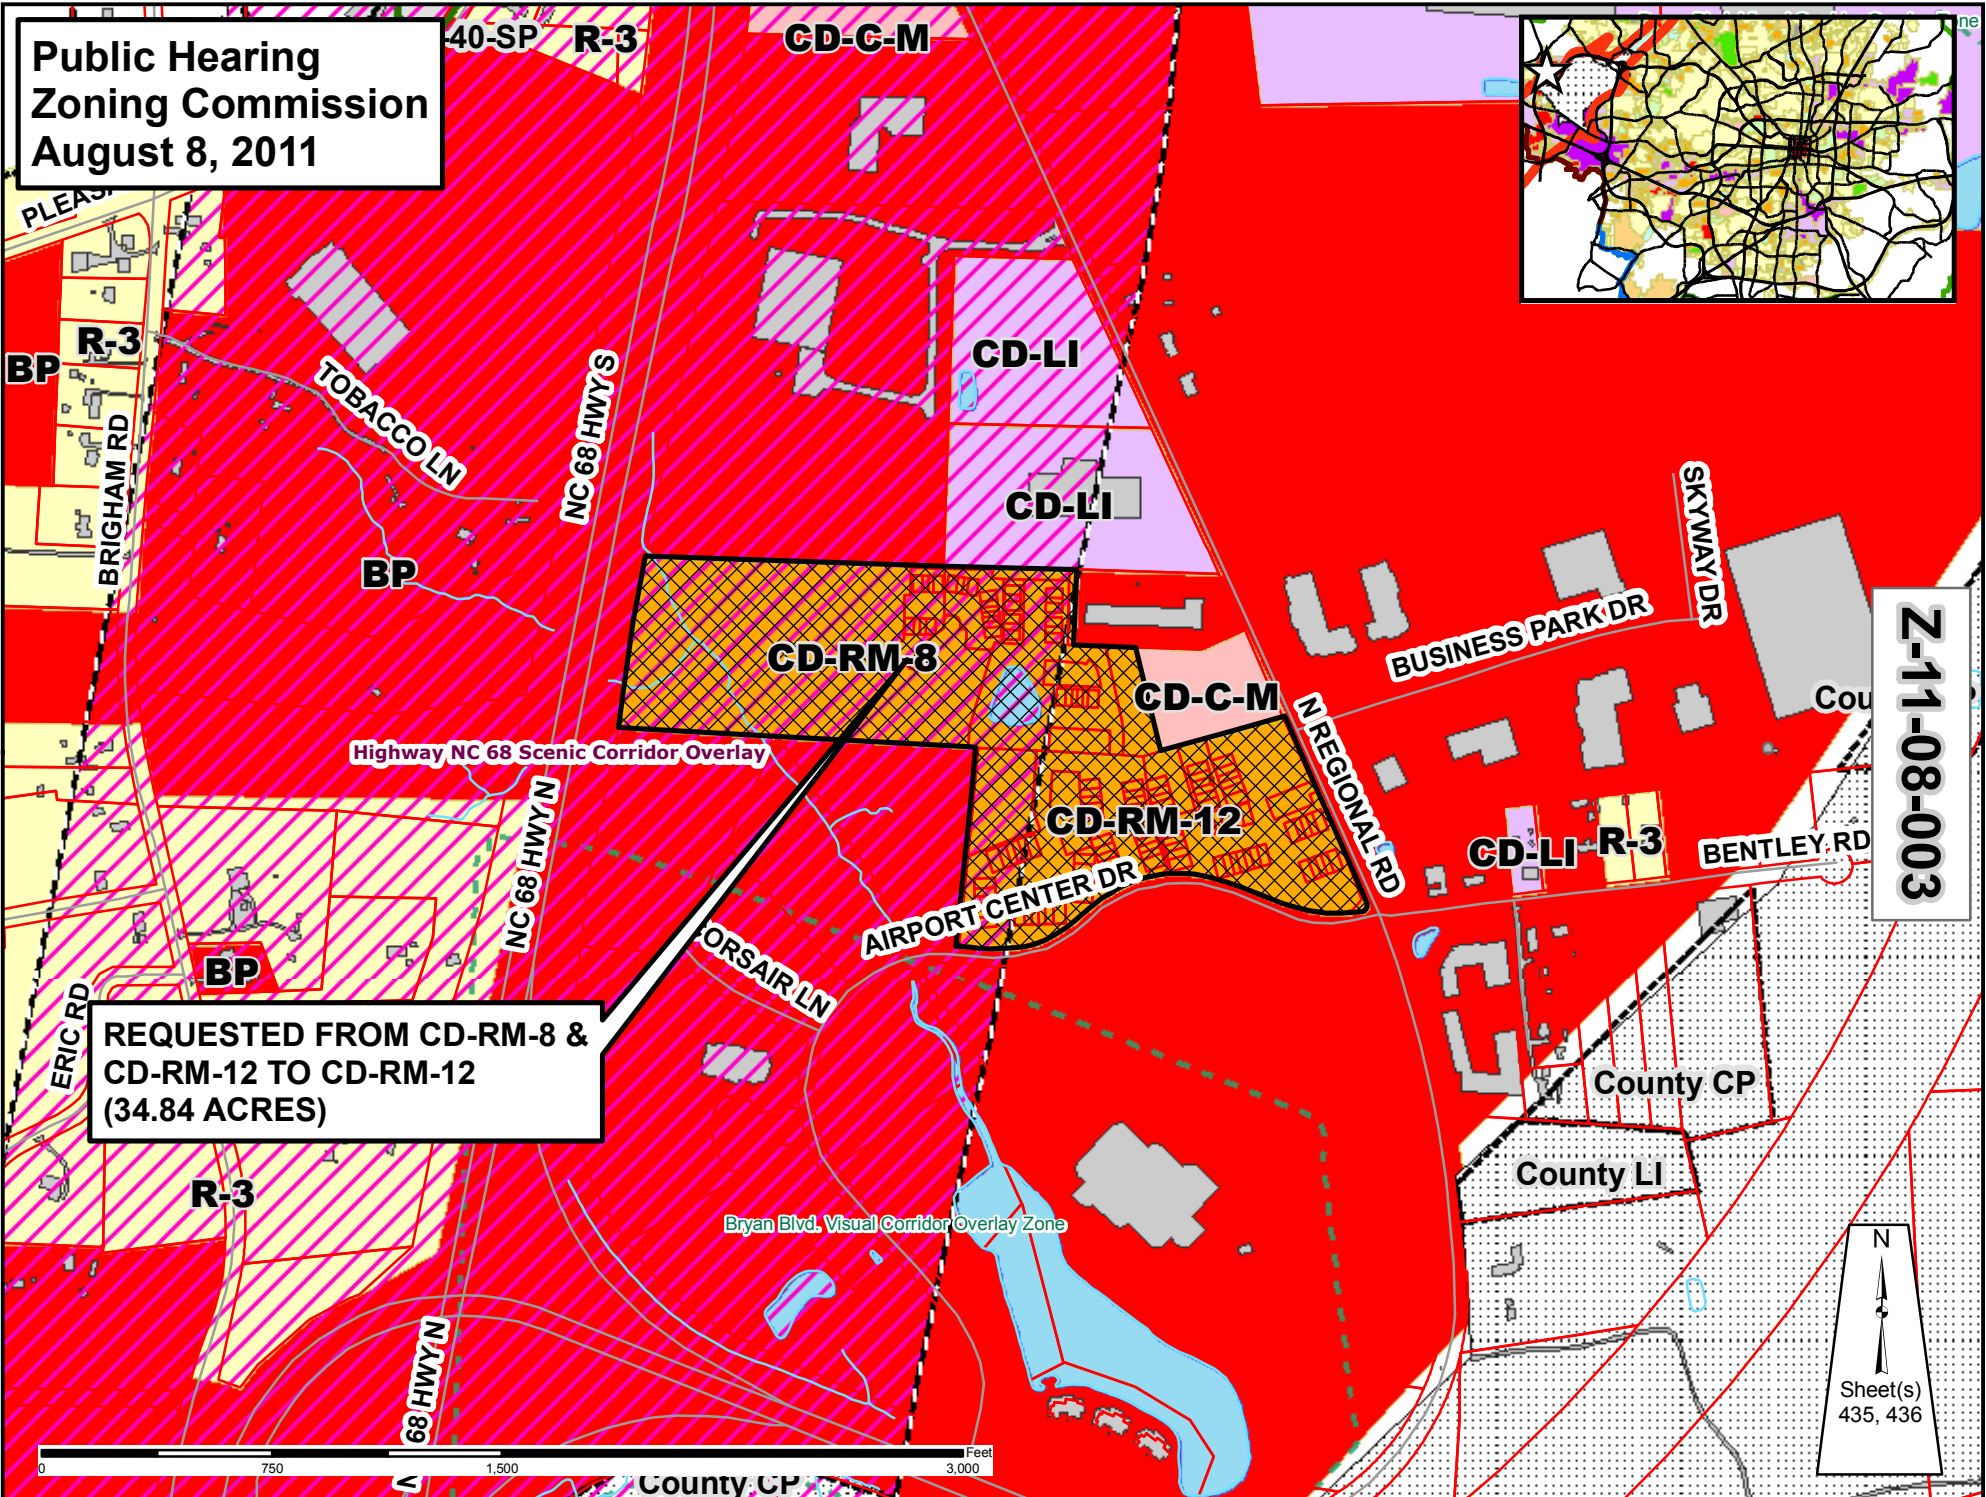 Public Hearing
Zoning Commission
August 8, 2011
-40-SP
R-3
CD-C-M
BP
R-3
BRIGHAM RD
TOBACCO LN
NC 68 HWY S
CD-LI
CD-LI
BP
SKYWAY DR
BUSINESS PARK DR
CD-RM-8
CD-C-M
N REGIONAL RD
Highway NC 68 Scenic Corridor Overlay
NC 68 HWY N
CD-RM-12
CD-LI
R-3
BENTLEY RD
Z-11-08-003
AIRPORT CENTER DR
ORSAIR LN
BP
ERIC RD
REQUESTED FROM CD-RM-8 &
CD-RM-12 TO CD-RM-12
(34.84 ACRES)
County CP
County LI
R-3
Bryan Blvd. Visual Corridor Overlay Zone
68 HWY N
N
Sheet(s)
435, 436
0 750 1,500 3,000 Feet
County CP